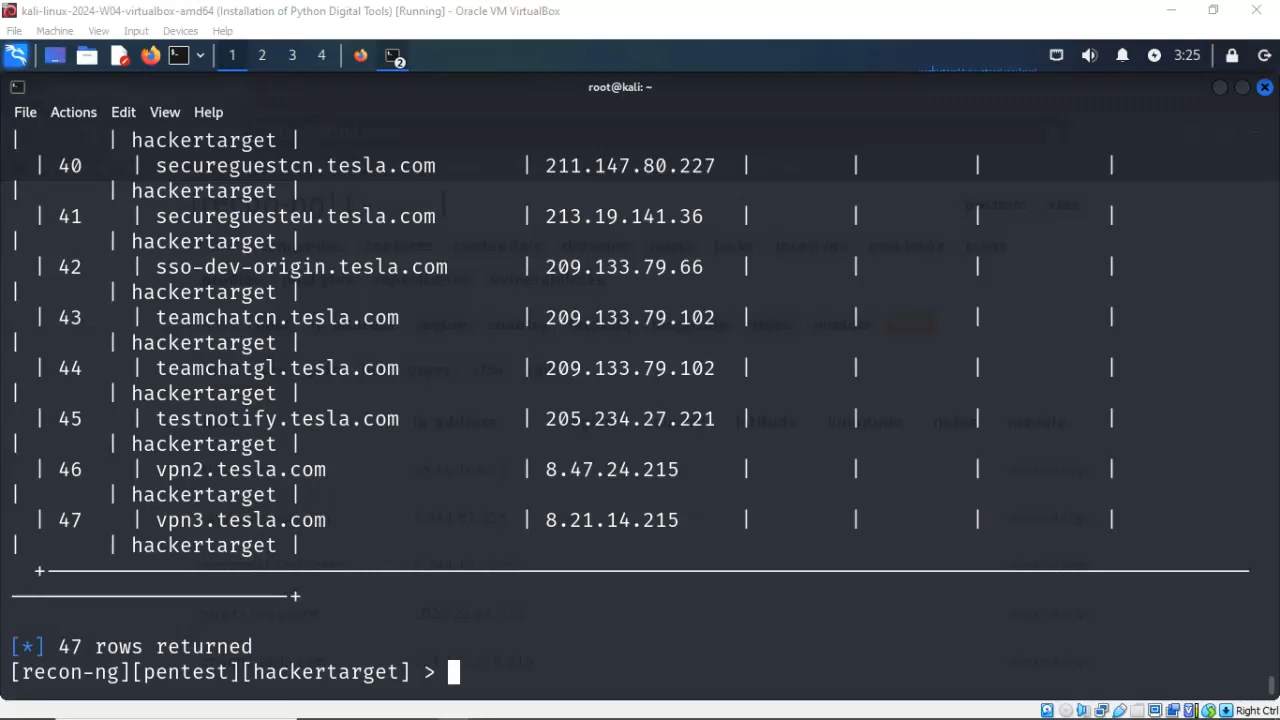 kali-linux-2024-W04-virtualbox-amd64 (Installation of Python Digital Tools) [Running] - Oracle VM VirtualBox
File Machine View Input Devices Help
1 2 3 4 2 3:25
root@kali: ~
File Actions Edit View Help
| | hackertarget |
| 40 | secureguestcn.tesla.com | 211.147.80.227 | | | |
| | hackertarget |
| 41 | secureguesteu.tesla.com | 213.19.141.36 | | | |
| | hackertarget |
| 42 | sso-dev-origin.tesla.com | 209.133.79.66 | | | |
| | hackertarget |
| 43 | teamchatcn.tesla.com | 209.133.79.102 | | | |
| | hackertarget |
| 44 | teamchatgl.tesla.com | 209.133.79.102 | | | |
| | hackertarget |
| 45 | testnotify.tesla.com | 205.234.27.221 | | | |
| | hackertarget |
| 46 | vpn2.tesla.com | 8.47.24.215 | | | |
| | hackertarget |
| 47 | vpn3.tesla.com | 8.21.14.215 | | | |
| | hackertarget |
[*] 47 rows returned
[recon-ng][pentest][hackertarget] >
Right Ctrl